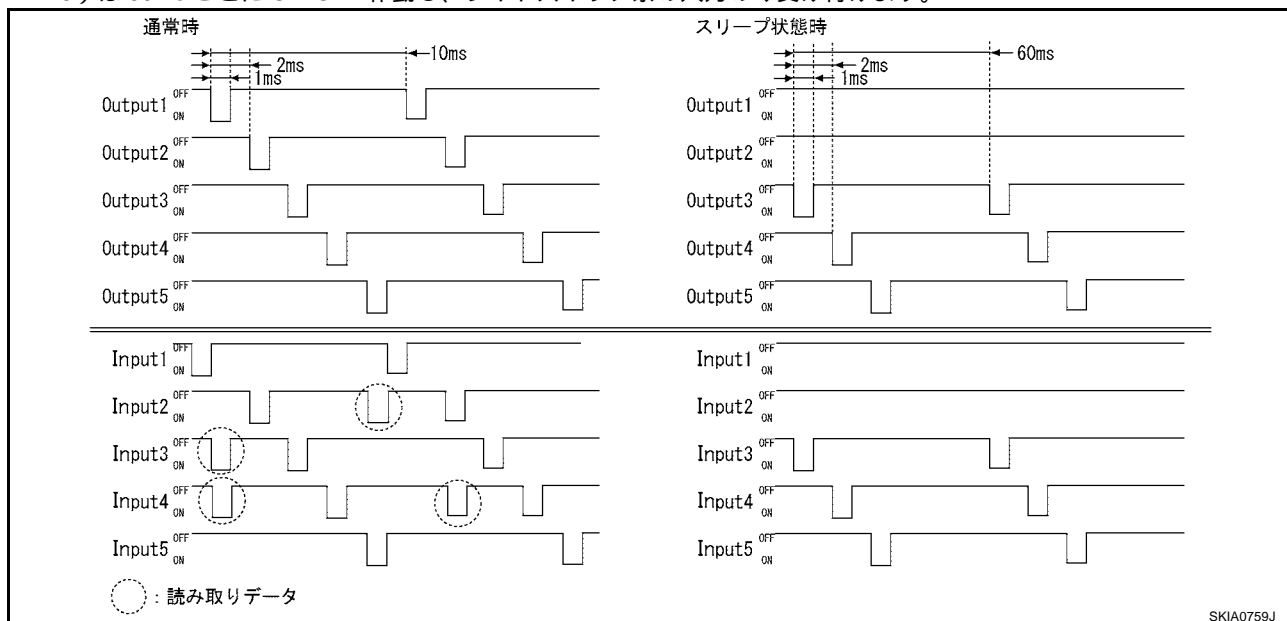 通常時
スリープ状態時
10ms
2ms
1ms
60ms
2ms
1ms
Output1 OFF ON
Output1 OFF ON
Output2 OFF ON
Output2 OFF ON
Output3 OFF ON
Output3 OFF ON
Output4 OFF ON
Output4 OFF ON
Output5 OFF ON
Output5 OFF ON
Input1 OFF ON
Input1 OFF ON
Input2 OFF ON
Input2 OFF ON
Input3 OFF ON
Input3 OFF ON
Input4 OFF ON
Input4 OFF ON
Input5 OFF ON
Input5 OFF ON
:読み取りデータ
SKIA0759J